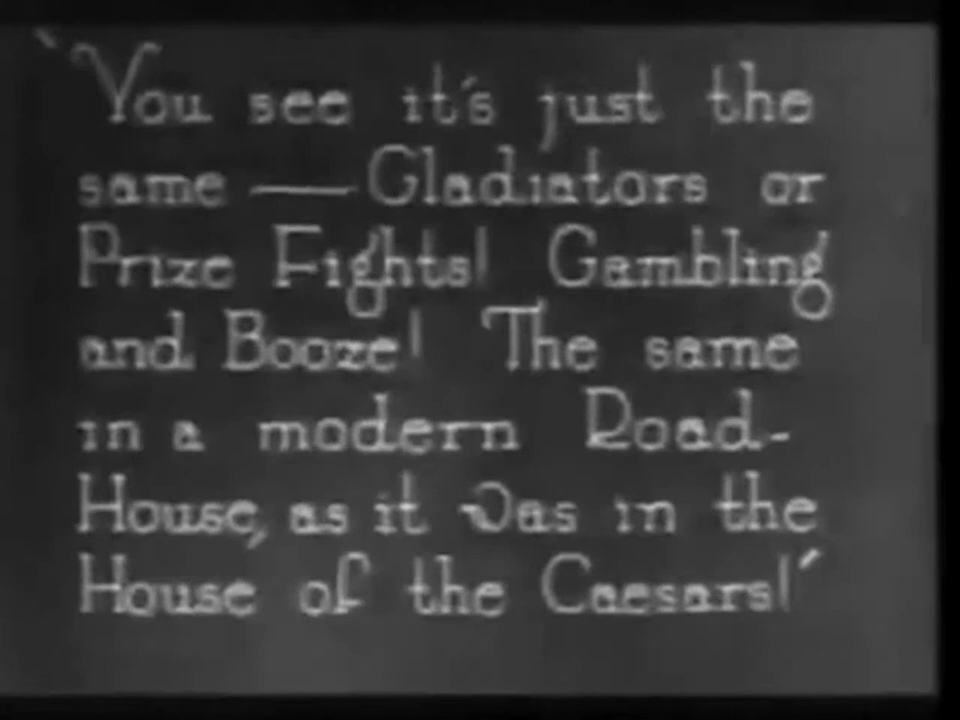 "You see it's just the
same — Gladiators or
Prize Fights! Gambling
and Booze! The same
in a modern Road-
House, as it was in the
House of the Caesars!"